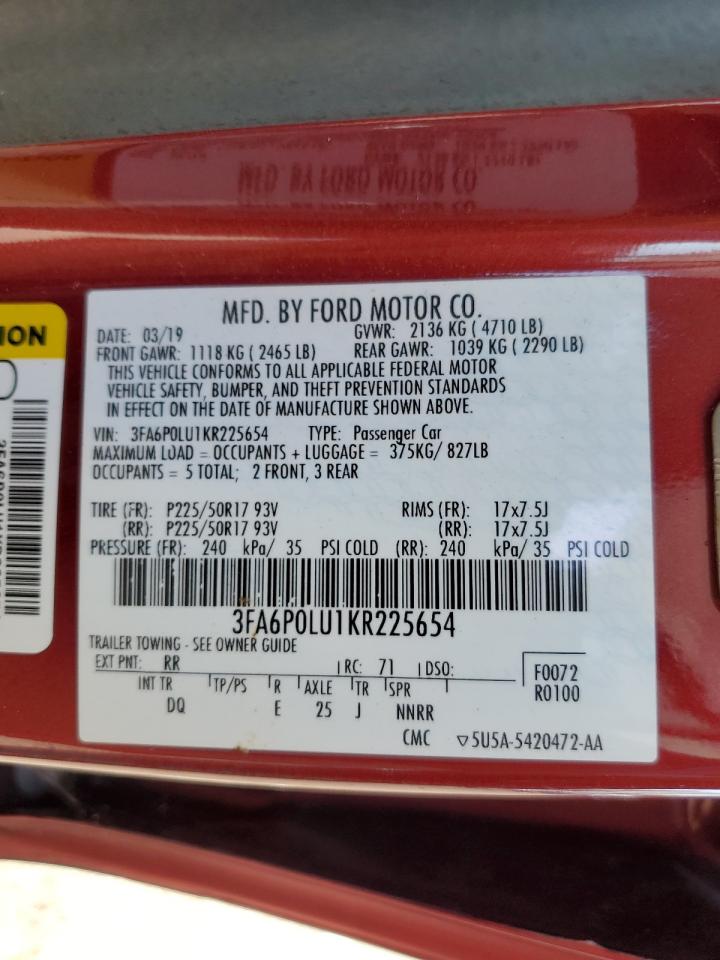 MFD. BY FORD MOTOR CO.
DATE: 03/19 GVWR: 2136 KG ( 4710 LB)
FRONT GAWR: 1118 KG ( 2465 LB) REAR GAWR: 1039 KG ( 2290 LB)
THIS VEHICLE CONFORMS TO ALL APPLICABLE FEDERAL MOTOR
VEHICLE SAFETY, BUMPER, AND THEFT PREVENTION STANDARDS
IN EFFECT ON THE DATE OF MANUFACTURE SHOWN ABOVE.
VIN: 3FA6P0LU1KR225654 TYPE: Passenger Car
MAXIMUM LOAD = OCCUPANTS + LUGGAGE = 375KG/ 827LB
OCCUPANTS = 5 TOTAL; 2 FRONT, 3 REAR
TIRE (FR): P225/50R17 93V RIMS (FR): 17x7.5J
(RR): P225/50R17 93V (RR): 17x7.5J
PRESSURE (FR): 240 kPa/ 35 PSI COLD (RR): 240 kPa/ 35 PSI COLD
3FA6P0LU1KR225654
TRAILER TOWING - SEE OWNER GUIDE
EXT PNT: RR RC: 71 DSO: F0072
INT TR TP/PS R AXLE TR SPR R0100
DQ E 25 J NNRR
CMC ▽5U5A-5420472-AA
ION